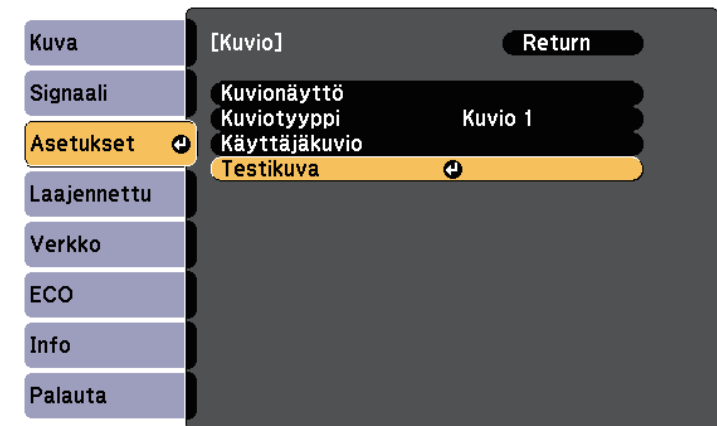 Kuva
Signaali
Asetukset
Laajennettu
Verkko
ECO
Info
Palauta
[Kuvio] Return
Kuvionäyttö
Kuviotyyppi Kuvio 1
Käyttäjäkuvio
Testikuva